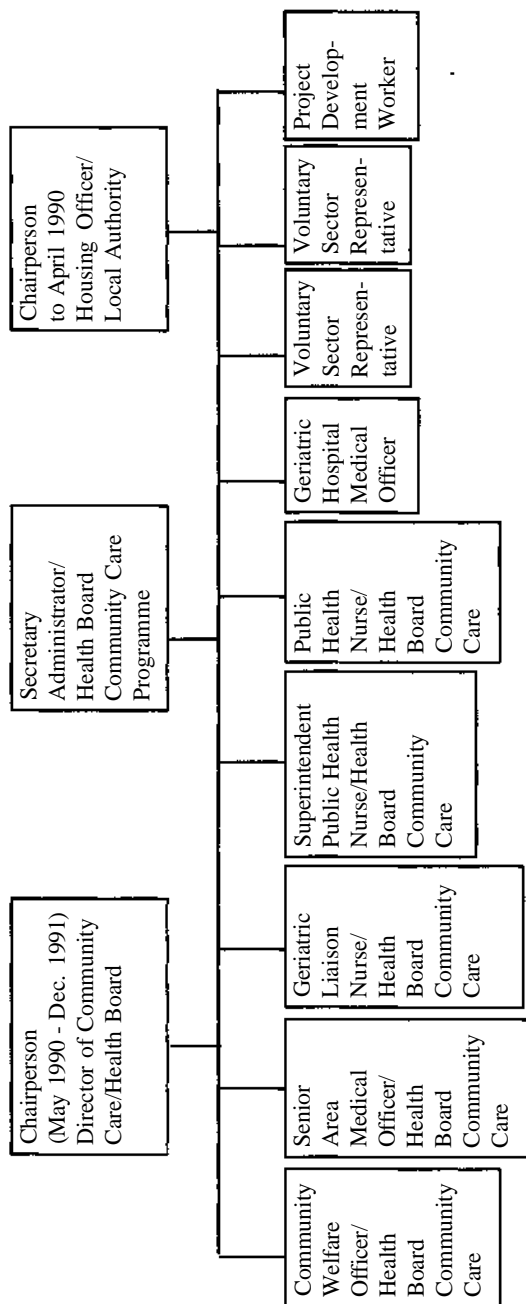 Chairperson
(May 1990 - Dec. 1991)
Director of Community
Care/Health Board
Secretary
Administrator/
Health Board
Community Care
Programme
Chairperson
to April 1990
Housing Officer/
Local Authority
Community
Welfare
Officer/
Health
Board
Community
Care
Senior
Area
Medical
Officer/
Health
Board
Community
Care
Geriatric
Liaison
Nurse/
Health
Board
Community
Care
Superintendent
Public Health
Nurse/Health
Board
Community
Care
Public
Health
Nurse/
Health
Board
Community
Care
Geriatric
Hospital
Medical
Officer
Voluntary
Sector
Represen-
tative
Voluntary
Sector
Represen-
tative
Project
Develop-
ment
Worker